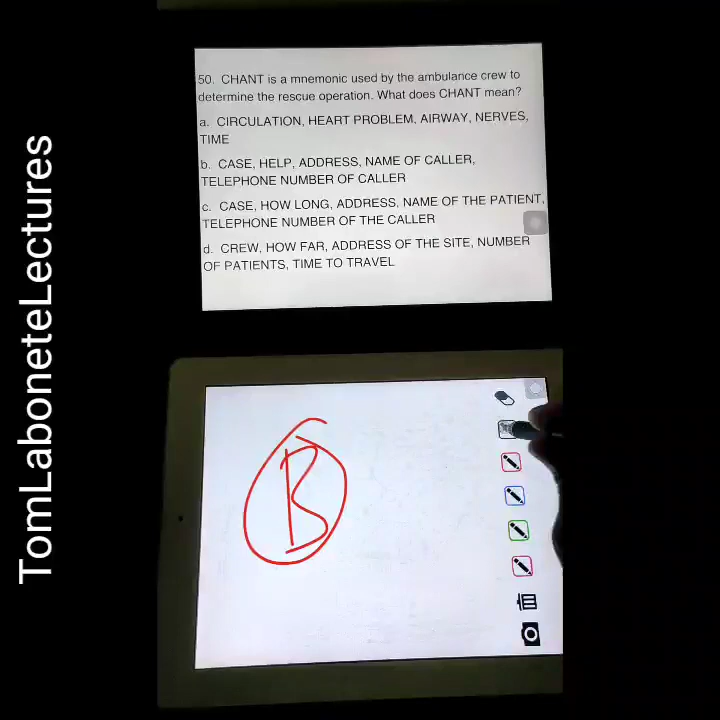 TomLaboneteLectures
50. CHANT is a mnemonic used by the ambulance crew to
determine the rescue operation. What does CHANT mean?
a. CIRCULATION, HEART PROBLEM, AIRWAY, NERVES,
TIME
b. CASE, HELP, ADDRESS, NAME OF CALLER,
TELEPHONE NUMBER OF CALLER
c. CASE, HOW LONG, ADDRESS, NAME OF THE PATIENT,
TELEPHONE NUMBER OF THE CALLER
d. CREW, HOW FAR, ADDRESS OF THE SITE, NUMBER
OF PATIENTS, TIME TO TRAVEL
B